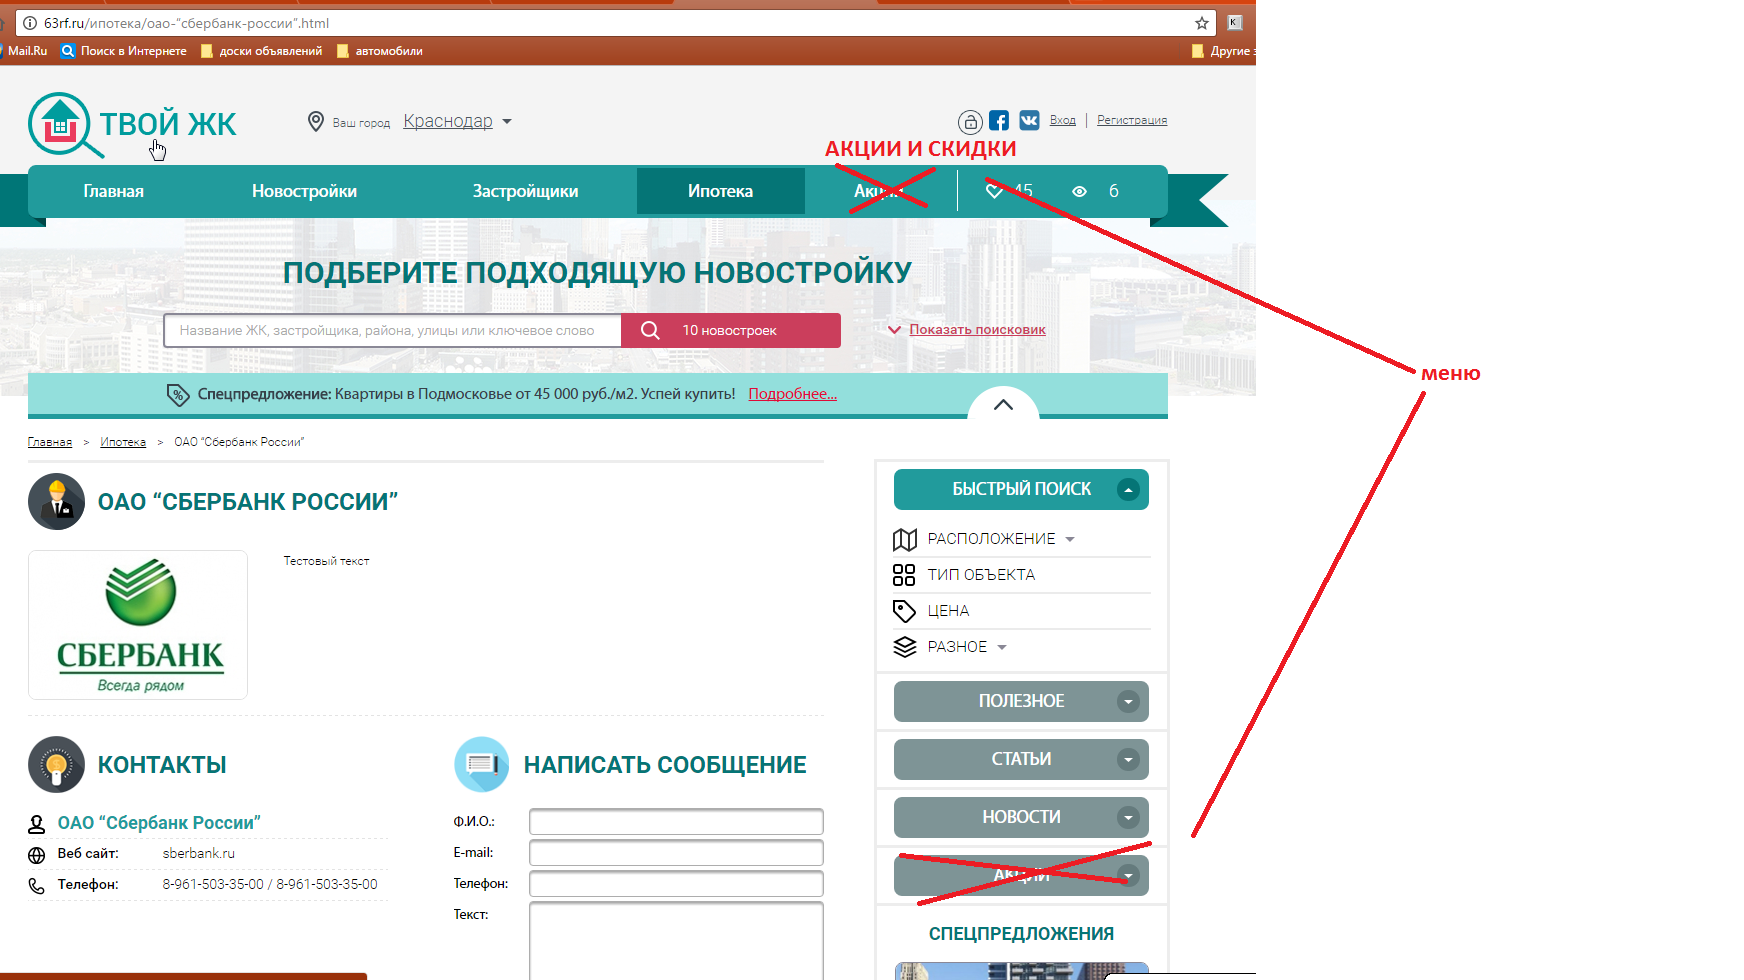 63rf.ru/ипотека/оао-“сбербанк-россии”.html
Mail.Ru Поиск в Интернете доски объявлений автомобили Другие з
ТВОЙ ЖК
Ваш город Краснодар
Вход | Регистрация
АКЦИИ И СКИДКИ
Главная Новостройки Застройщики Ипотека Акции 45 6
ПОДБЕРИТЕ ПОДХОДЯЩУЮ НОВОСТРОЙКУ
Название ЖК, застройщика, района, улицы или ключевое слово 10 новостроек Показать поисковик
меню
% Спецпредложение: Квартиры в Подмосковье от 45 000 руб./м2. Успей купить! Подробнее...
Главная > Ипотека > ОАО “Сбербанк России”
ОАО “СБЕРБАНК РОССИИ”
СБЕРБАНК
Всегда рядом
Тестовый текст
КОНТАКТЫ
ОАО “Сбербанк России”
Веб сайт: sberbank.ru
Телефон: 8-961-503-35-00 / 8-961-503-35-00
НАПИСАТЬ СООБЩЕНИЕ
Ф.И.О.:
E-mail:
Телефон:
Текст:
БЫСТРЫЙ ПОИСК
РАСПОЛОЖЕНИЕ
ТИП ОБЪЕКТА
ЦЕНА
РАЗНОЕ
ПОЛЕЗНОЕ
СТАТЬИ
НОВОСТИ
АКЦИИ
СПЕЦПРЕДЛОЖЕНИЯ